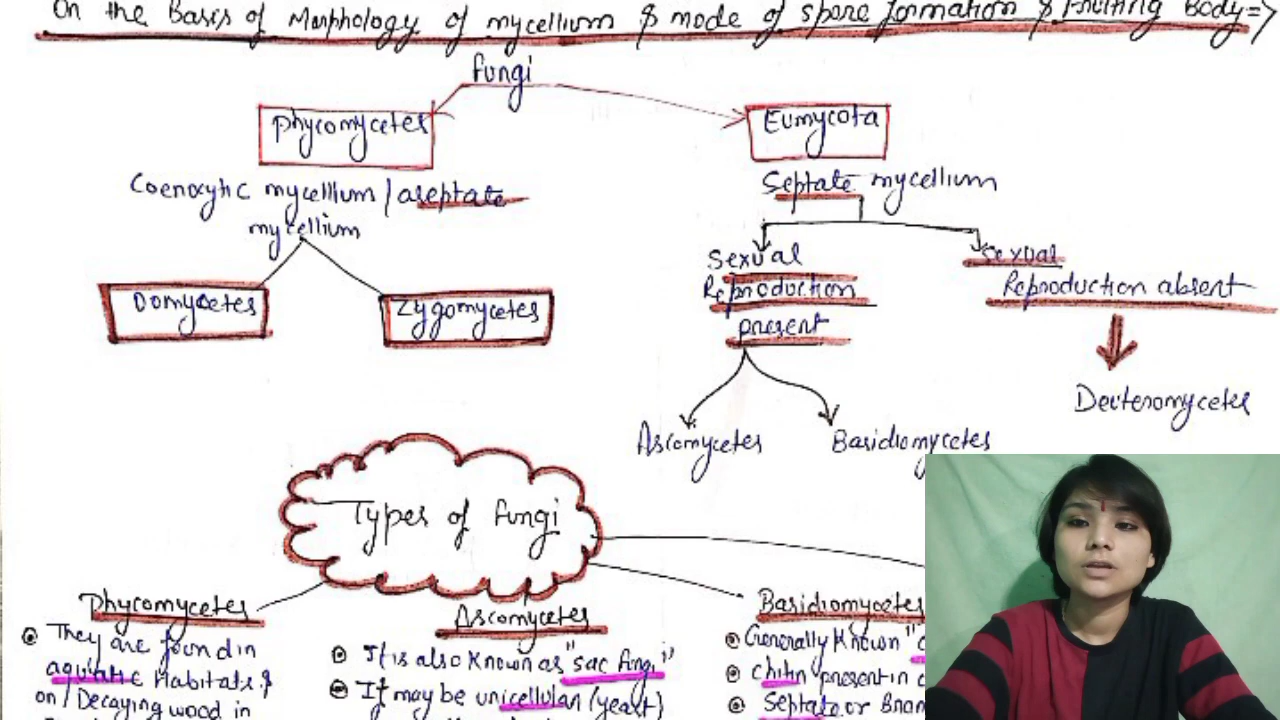 On the Basis of Morphology of mycellium & mode of spore formation & Fruiting Body=>
fungi
Phycomycetes
Eumycota
Coenocytic mycellium / aseptate
mycellium
Septate mycellium
Oomycetes
Zygomycetes
Sexual
Reproduction
present
Sexual
Reproduction absent
Deuteromycetes
Ascomycetes
Basidiomycetes
Types of fungi
Phycomycetes
They are found in
aquatic Habitats &
on / Decaying wood in
Ascomycetes
It is also known as "sac fungi"
It may be unicellular (yeast)
Basidiomycetes
Generally known "
Chitin present in
Septate or